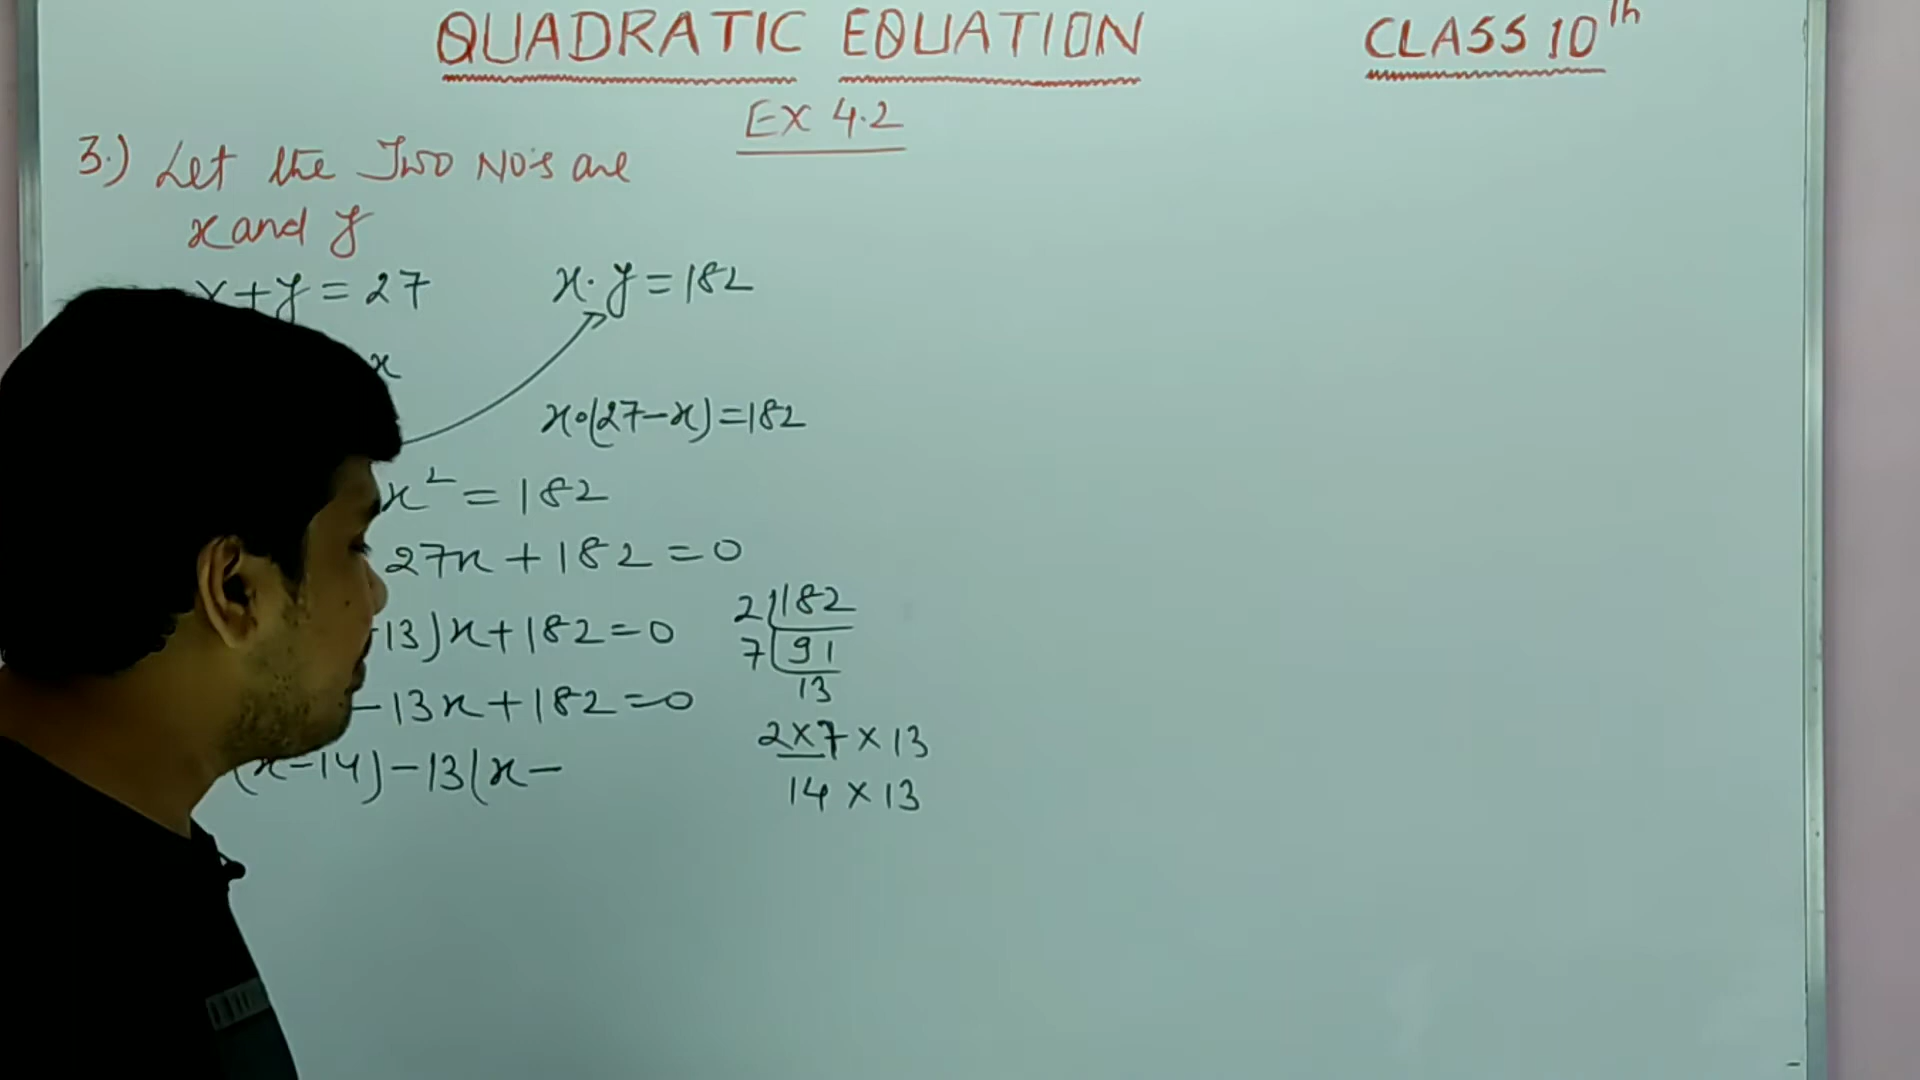 QUADRATIC EQUATION
CLASS 10th
EX 4.2
3.) Let the Two NO's are
x and y
x+y = 27
x·y = 182
x
x·(27-x)=182
x² = 182
27x + 182 = 0
13)x+182=0
-13x+182=0
(x-14)-13(x-
2 182
7 91
13
2×7×13
14×13